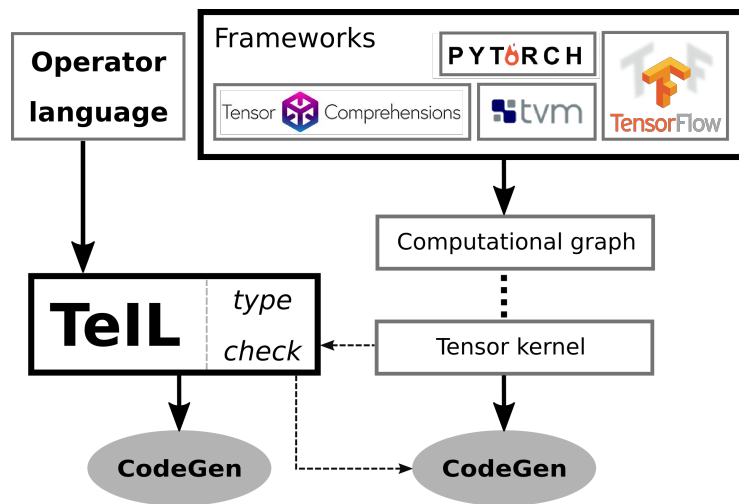 Operator
language
Frameworks
PYTORCH
Tensor Comprehensions
tvm
TensorFlow
Computational graph
TeIL
type
check
Tensor kernel
CodeGen
CodeGen